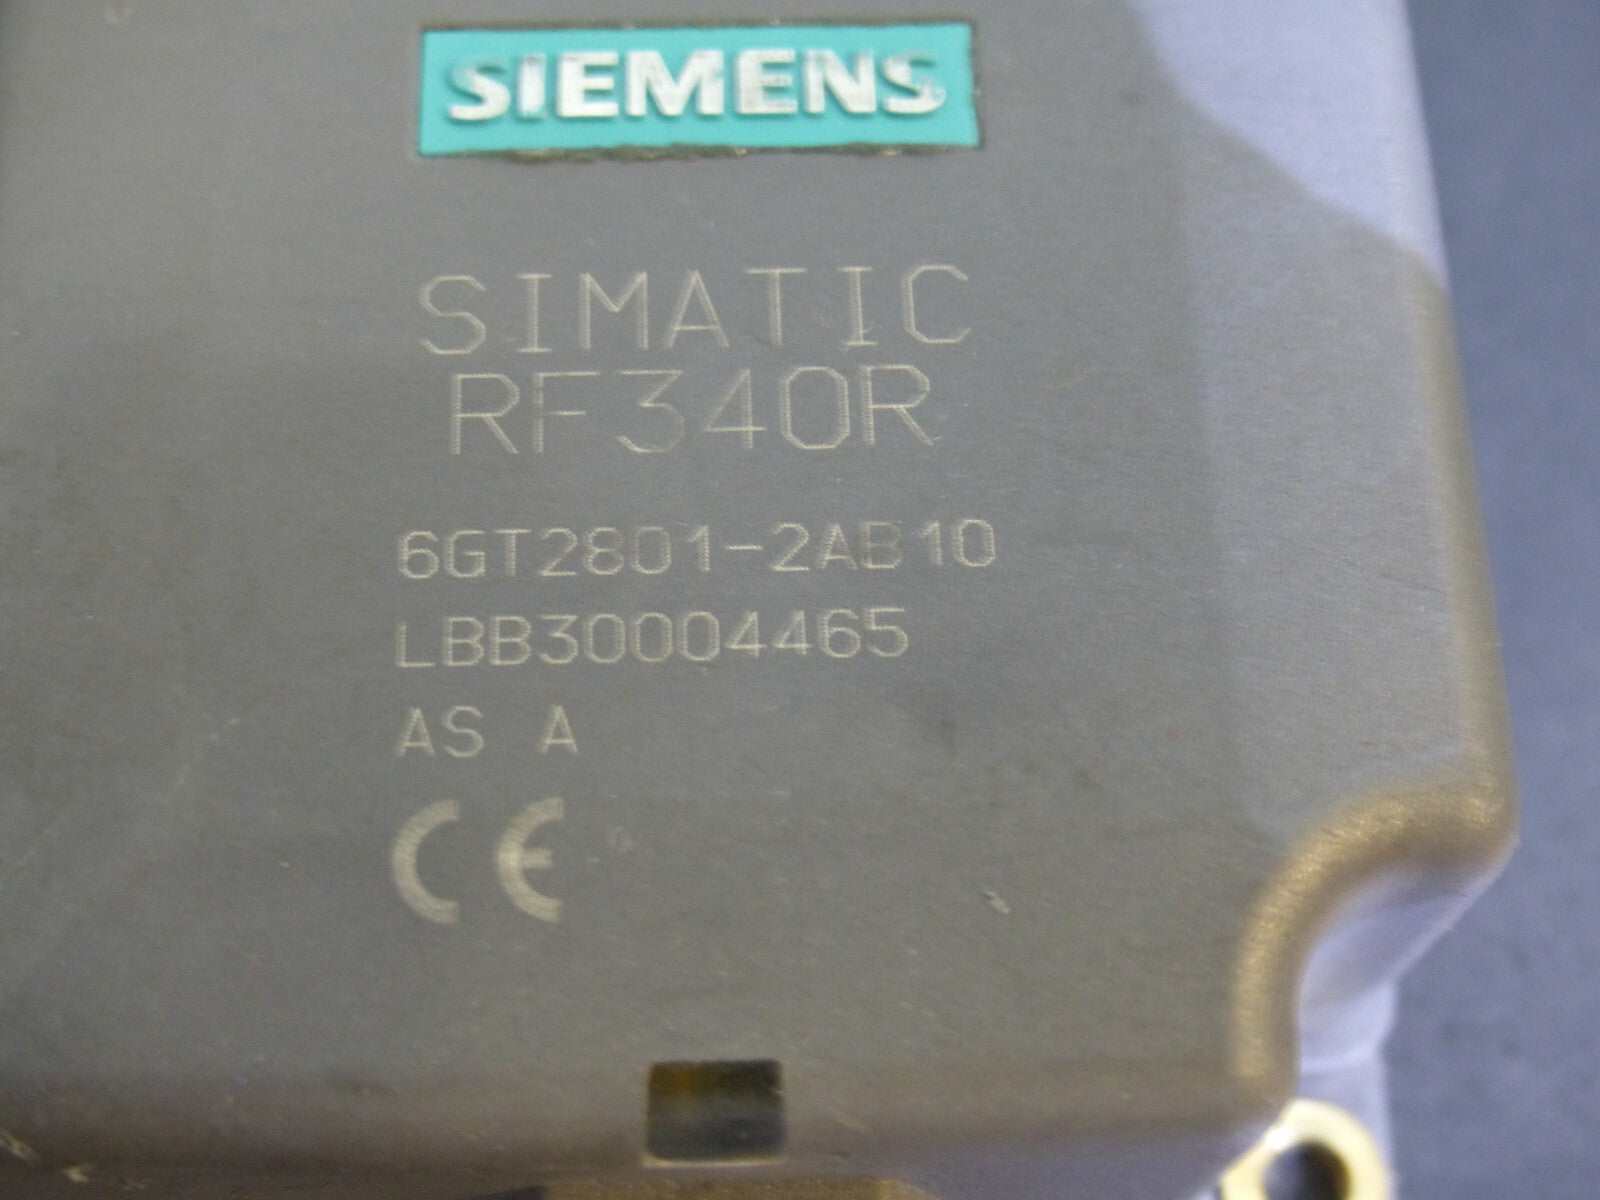 SIEMENS
SIMATIC
RF340R
6GT2801-2AB10
LBB30004465
AS A
CE